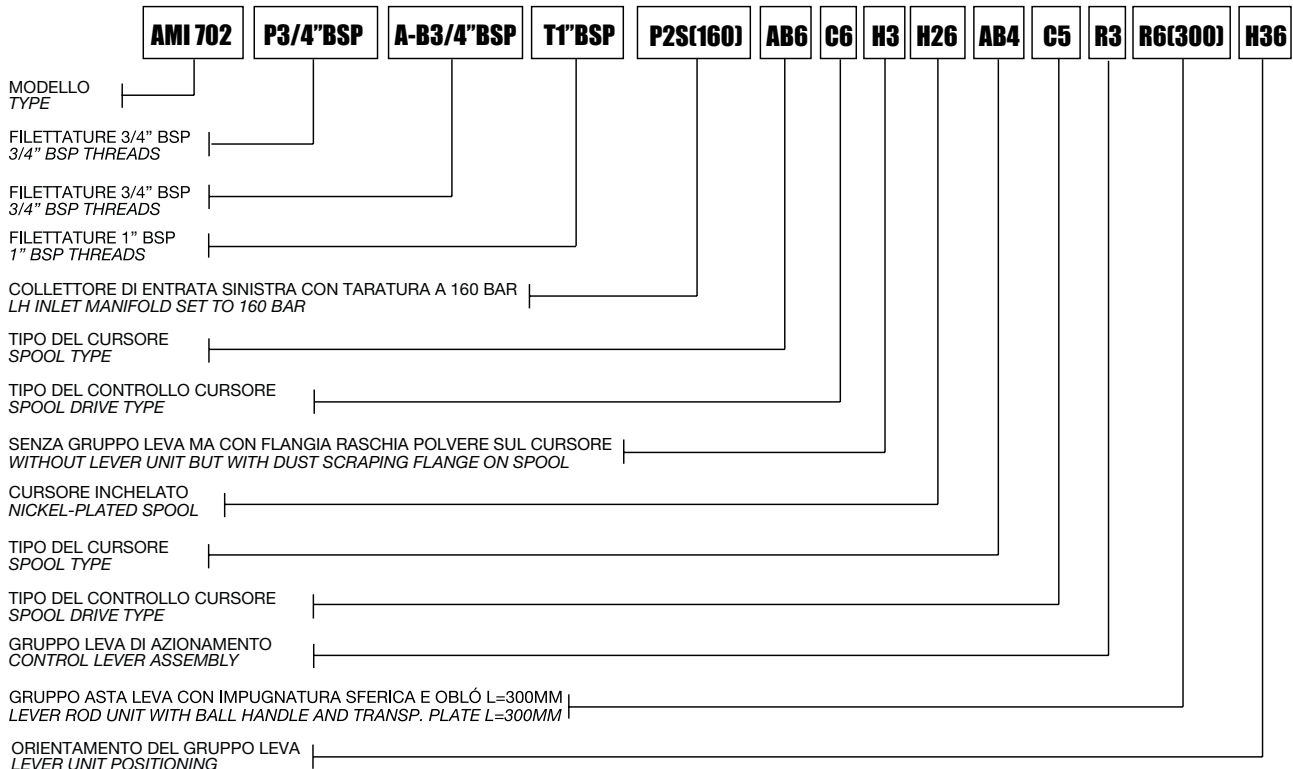 AMI 702 P3/4”BSP A-B3/4”BSP T1”BSP P2S(160) AB6 C6 H3 H26 AB4 C5 R3 R6(300) H36
MODELLO
TYPE
FILETTATURE 3/4” BSP
3/4” BSP THREADS
FILETTATURE 3/4” BSP
3/4” BSP THREADS
FILETTATURE 1” BSP
1” BSP THREADS
COLLETTORE DI ENTRATA SINISTRA CON TARATURA A 160 BAR
LH INLET MANIFOLD SET TO 160 BAR
TIPO DEL CURSORE
SPOOL TYPE
TIPO DEL CONTROLLO CURSORE
SPOOL DRIVE TYPE
SENZA GRUPPO LEVA MA CON FLANGIA RASCHIA POLVERE SUL CURSORE
WITHOUT LEVER UNIT BUT WITH DUST SCRAPING FLANGE ON SPOOL
CURSORE INCHELATO
NICKEL-PLATED SPOOL
TIPO DEL CURSORE
SPOOL TYPE
TIPO DEL CONTROLLO CURSORE
SPOOL DRIVE TYPE
GRUPPO LEVA DI AZIONAMENTO
CONTROL LEVER ASSEMBLY
GRUPPO ASTA LEVA CON IMPUGNATURA SFERICA E OBLÓ L=300MM
LEVER ROD UNIT WITH BALL HANDLE AND TRANSP. PLATE L=300MM
ORIENTAMENTO DEL GRUPPO LEVA
LEVER UNIT POSITIONING